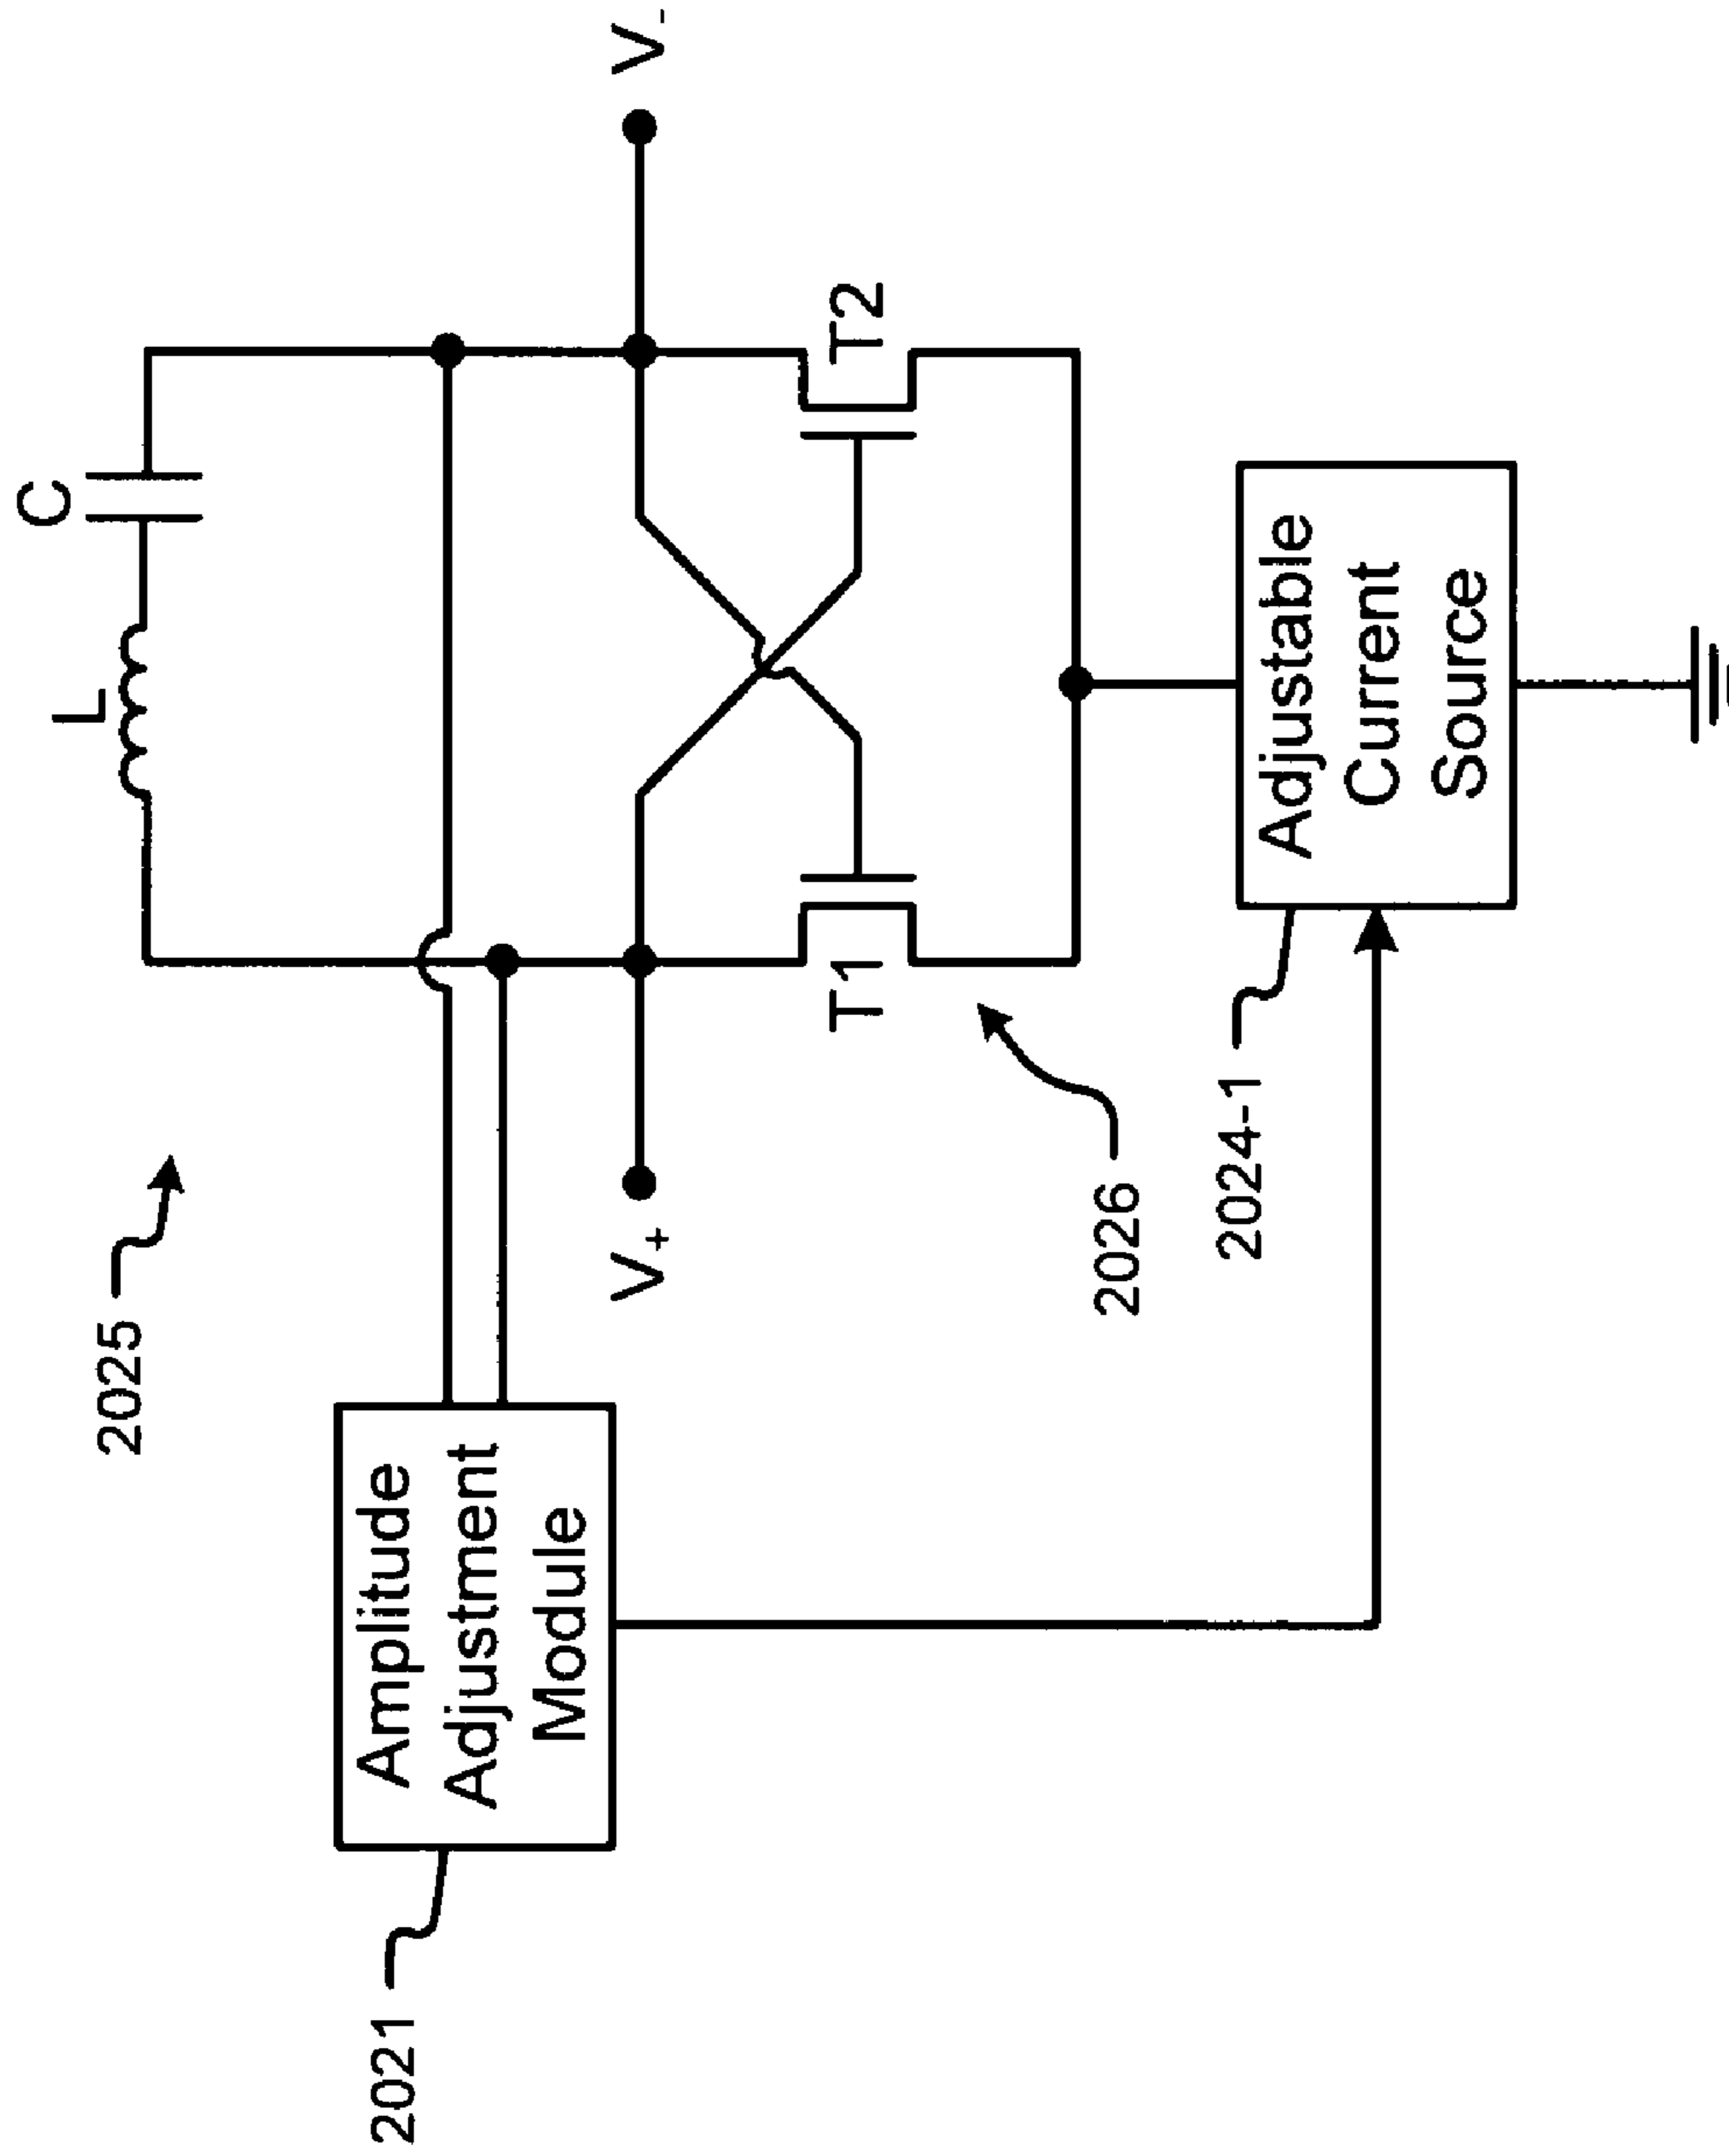 2025
L
C
2021
Amplitude
Adjustment
Module
V+
V-
T1
T2
2026
2024-1
Adjustable
Current
Source